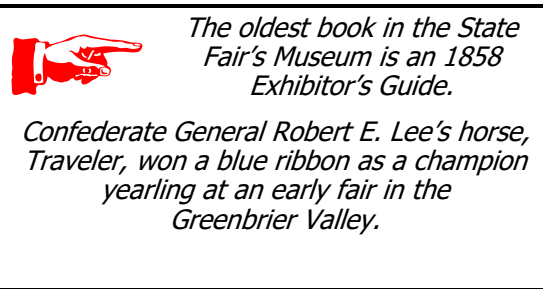 The oldest book in the State
Fair’s Museum is an 1858
Exhibitor’s Guide.
Confederate General Robert E. Lee’s horse,
Traveler, won a blue ribbon as a champion
yearling at an early fair in the
Greenbrier Valley.